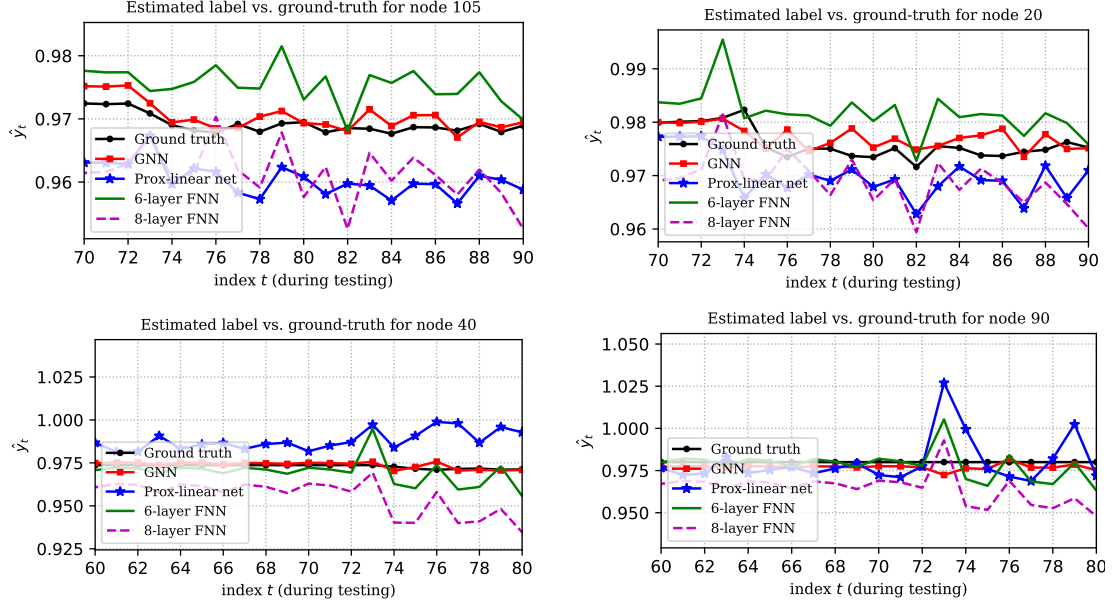 Estimated label vs. ground-truth for node 105
ŷt
0.98
0.97
0.96
Ground truth
GNN
Prox-linear net
6-layer FNN
8-layer FNN
70 72 74 76 78 80 82 84 86 88 90
index t (during testing)
Estimated label vs. ground-truth for node 20
ŷt
0.99
0.98
0.97
0.96
Ground truth
GNN
Prox-linear net
6-layer FNN
8-layer FNN
70 72 74 76 78 80 82 84 86 88 90
index t (during testing)
Estimated label vs. ground-truth for node 40
ŷt
1.025
1.000
0.975
0.950
0.925
Ground truth
GNN
Prox-linear net
6-layer FNN
8-layer FNN
60 62 64 66 68 70 72 74 76 78 80
index t (during testing)
Estimated label vs. ground-truth for node 90
ŷt
1.050
1.025
1.000
0.975
0.950
Ground truth
GNN
Prox-linear net
6-layer FNN
8-layer FNN
60 62 64 66 68 70 72 74 76 78 80
index t (during testing)